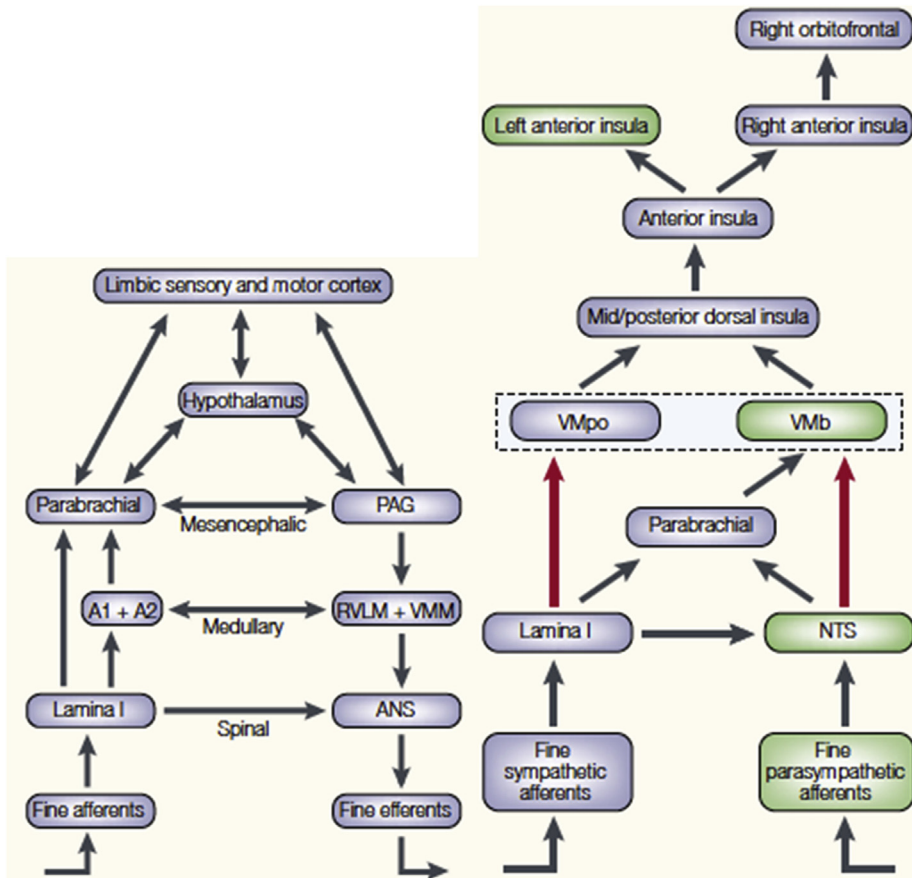 Limbic sensory and motor cortex
Hypothalamus
Parabrachial
PAG
Mesencephalic
A1 + A2
RVLM + VMM
Medullary
Lamina I
ANS
Spinal
Fine afferents
Fine efferents
Right orbitofrontal
Left anterior insula
Right anterior insula
Anterior insula
Mid/posterior dorsal insula
VMpo
VMb
Parabrachial
Lamina I
NTS
Fine
sympathetic
afferents
Fine
parasympathetic
afferents